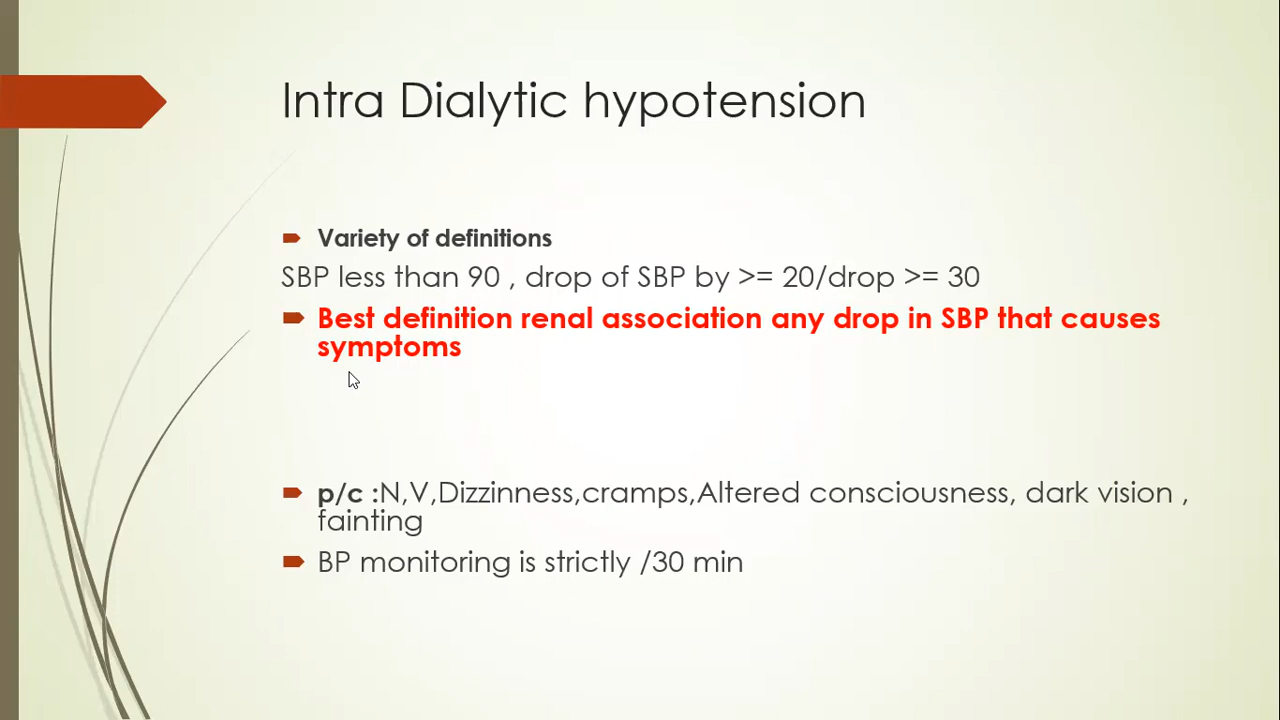 Intra Dialytic hypotension
Variety of definitions
SBP less than 90 , drop of SBP by >= 20/drop >= 30
Best definition renal association any drop in SBP that causes
symptoms
p/c :N,V,Dizzinness,cramps,Altered consciousness, dark vision ,
fainting
BP monitoring is strictly /30 min